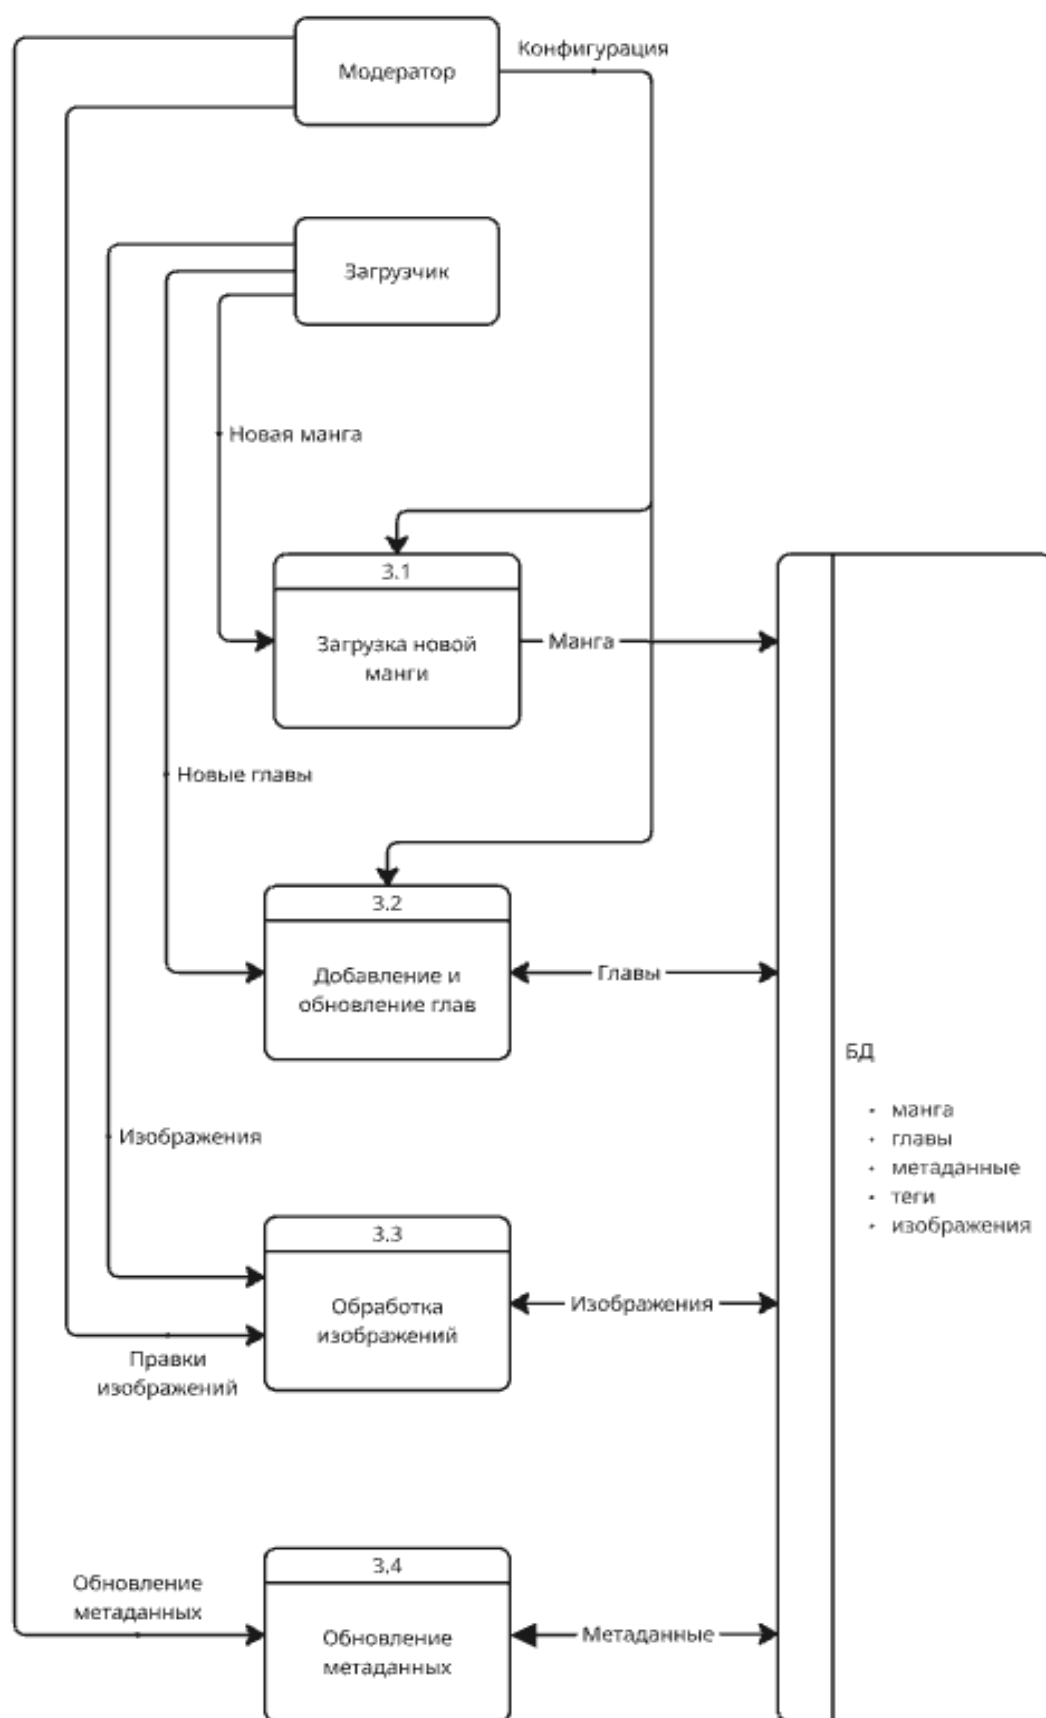 Модератор
Конфигурация
Загрузчик
Новая манга
3.1
Загрузка новой
манги
Манга
Новые главы
3.2
Добавление и
обновление глав
Главы
БД
• манга
• главы
• метаданные
• теги
• изображения
Изображения
3.3
Обработка
изображений
Изображения
Правки
изображений
3.4
Обновление
метаданных
Обновление
метаданных
Метаданные